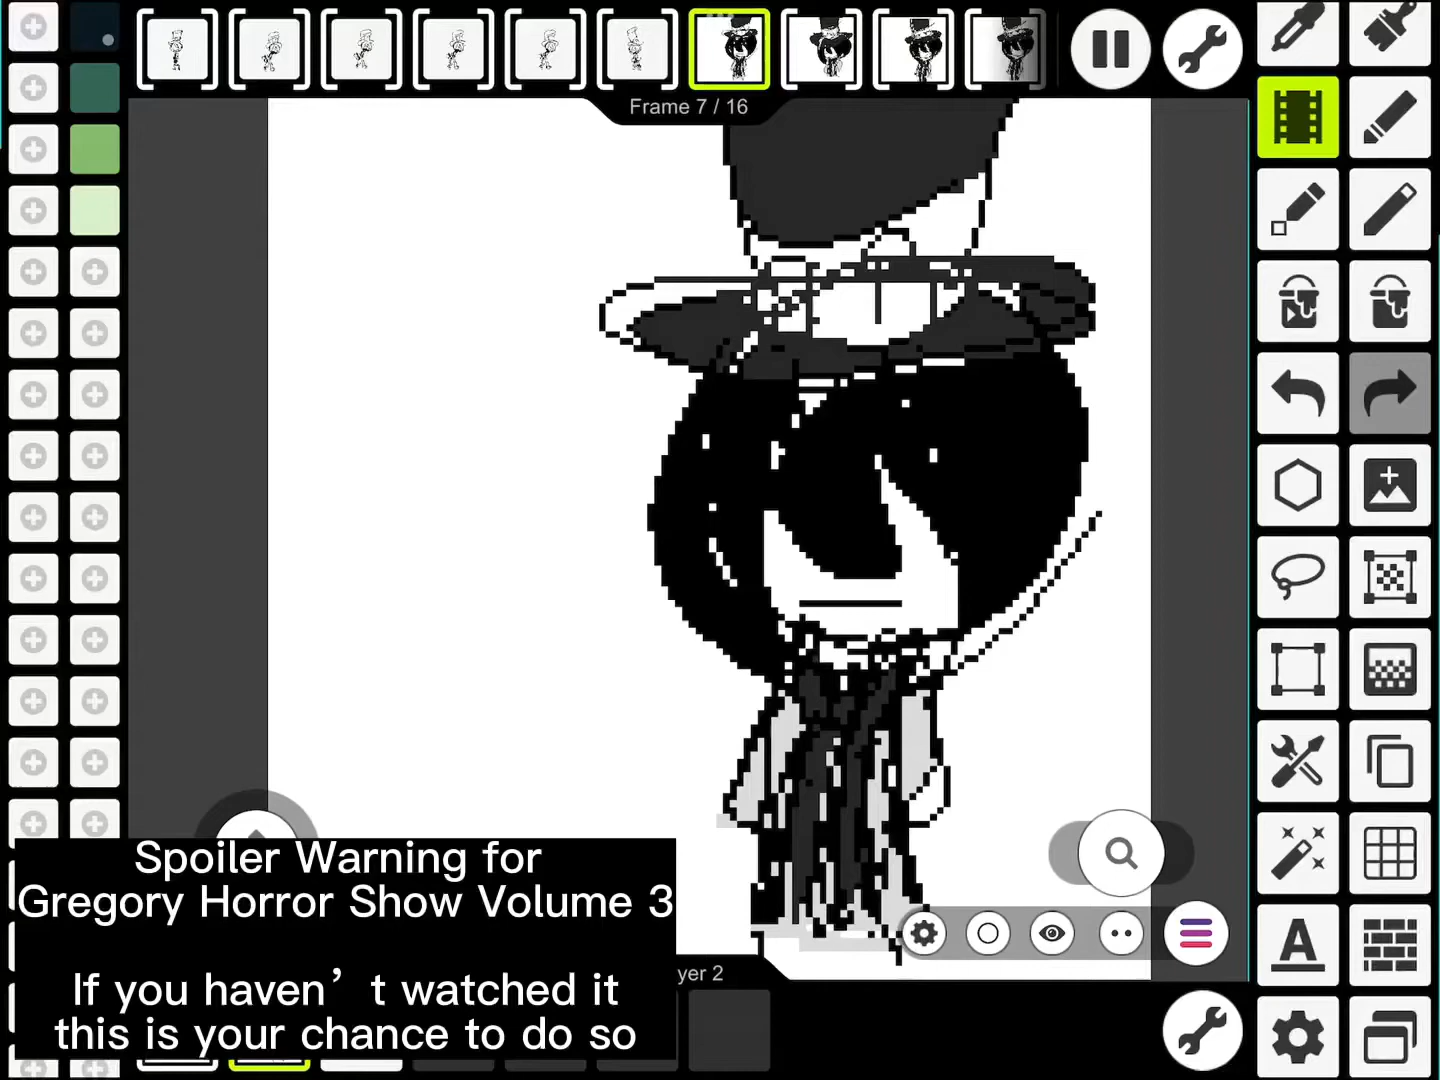 Frame 7 / 16
yer 2
Spoiler Warning for
Gregory Horror Show Volume 3
If you haven’t watched it
this is your chance to do so
A